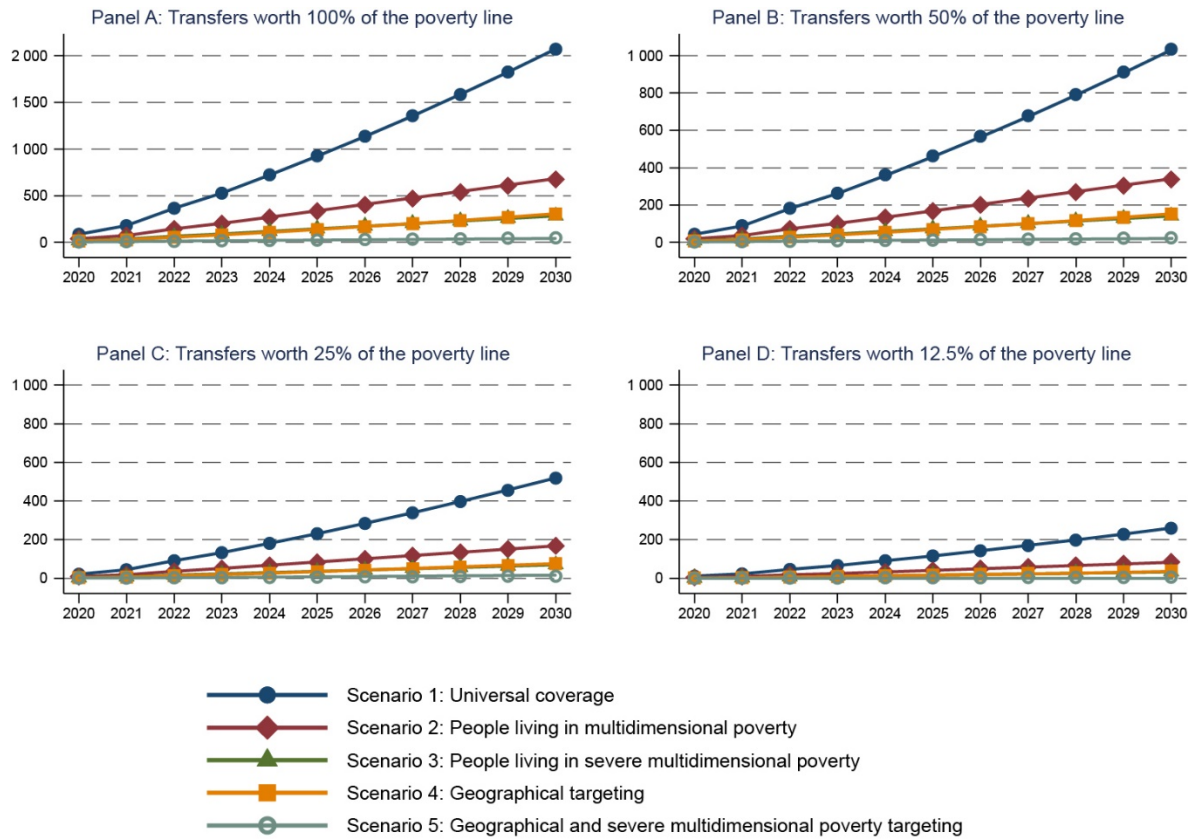 Panel A: Transfers worth 100% of the poverty line
2 000
1 500
1 000
500
0
2020 2021 2022 2023 2024 2025 2026 2027 2028 2029 2030
Panel B: Transfers worth 50% of the poverty line
1 000
800
600
400
200
0
2020 2021 2022 2023 2024 2025 2026 2027 2028 2029 2030
Panel C: Transfers worth 25% of the poverty line
1 000
800
600
400
200
0
2020 2021 2022 2023 2024 2025 2026 2027 2028 2029 2030
Panel D: Transfers worth 12.5% of the poverty line
1 000
800
600
400
200
0
2020 2021 2022 2023 2024 2025 2026 2027 2028 2029 2030
Scenario 1: Universal coverage
Scenario 2: People living in multidimensional poverty
Scenario 3: People living in severe multidimensional poverty
Scenario 4: Geographical targeting
Scenario 5: Geographical and severe multidimensional poverty targeting